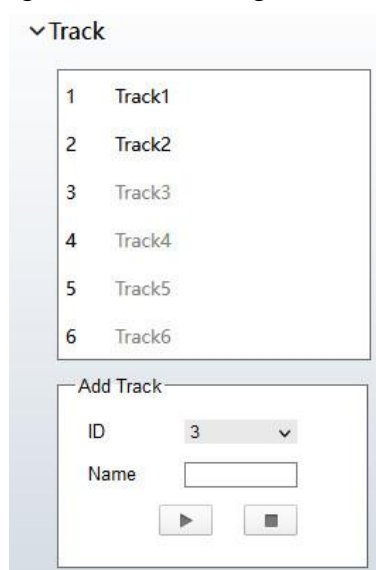 Track
1 Track1
2 Track2
3 Track3
4 Track4
5 Track5
6 Track6
Add Track
ID 3
Name